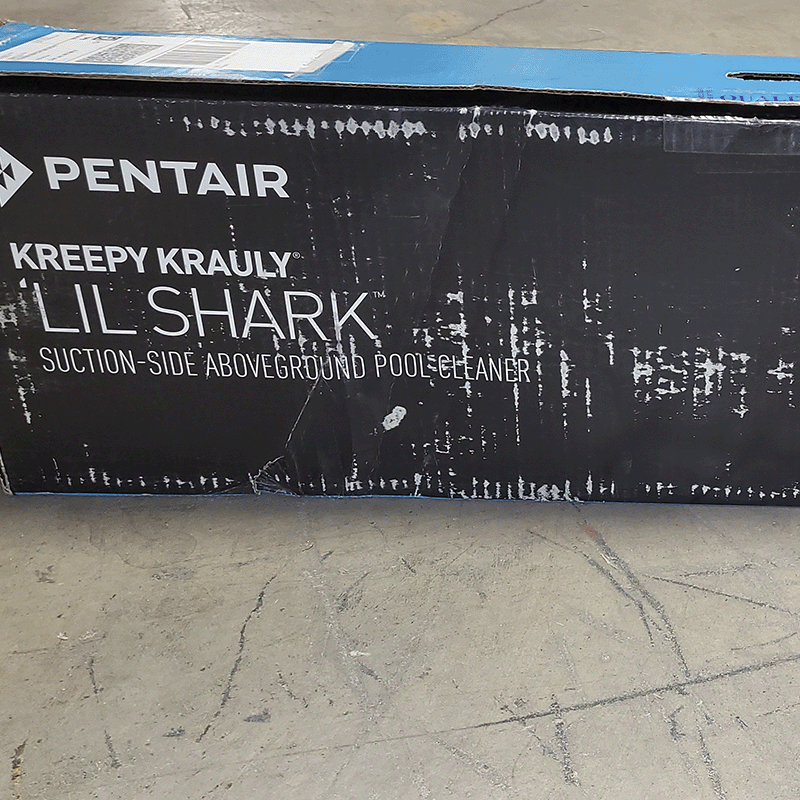 PENTAIR
KREEPY KRAULY®
'LIL SHARK™
SUCTION-SIDE ABOVEGROUND POOL CLEANER